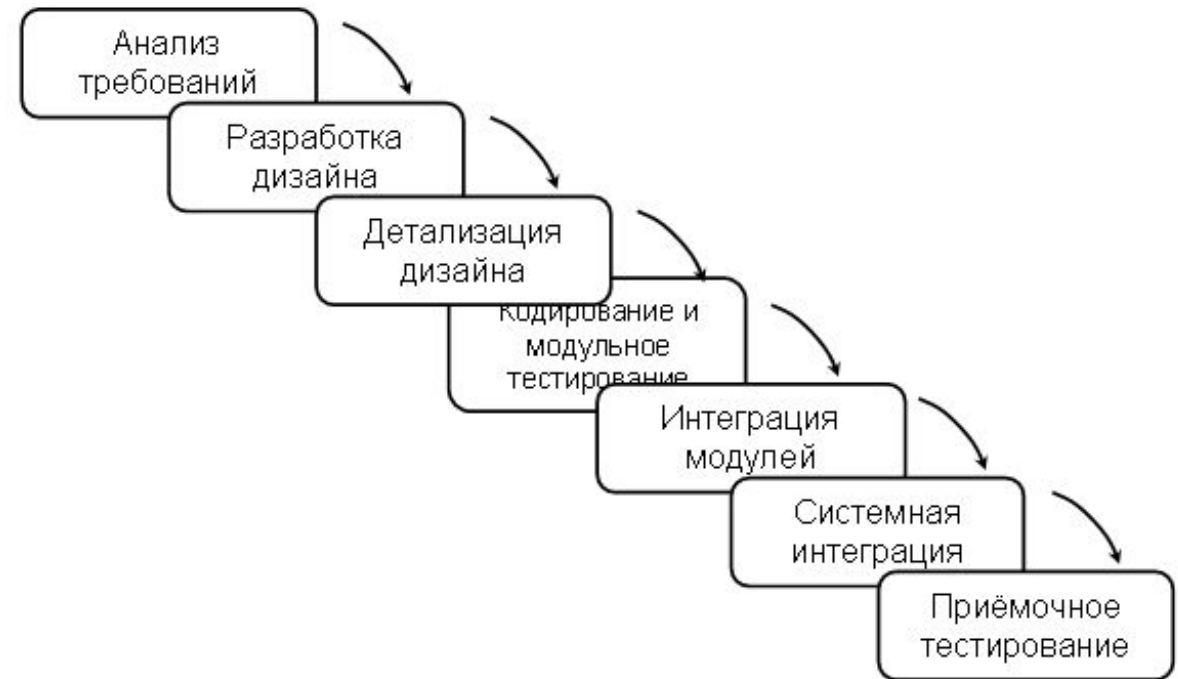 Анализ
требований
Разработка
дизайна
Детализация
дизайна
Кодирование и
модульное
тестирование
Интеграция
модулей
Системная
интеграция
Приёмочное
тестирование